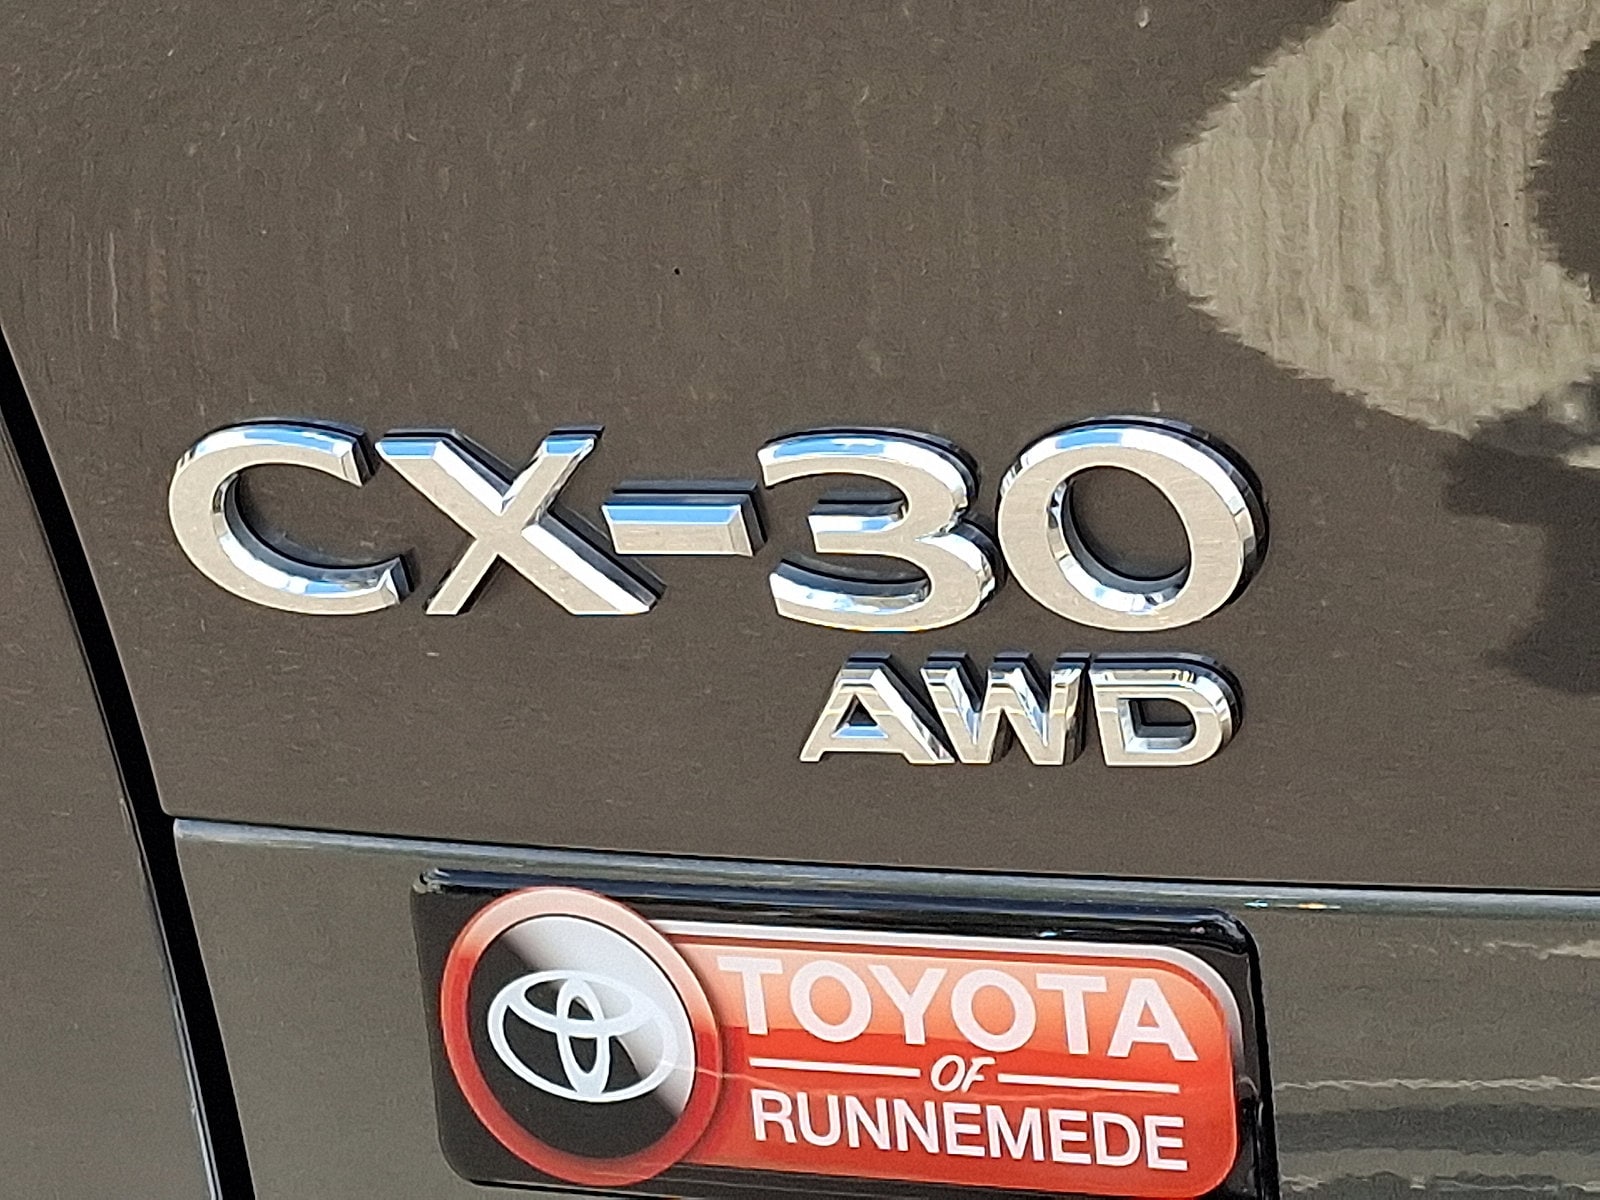 CX-30
AWD
TOYOTA
OF
RUNNEMEDE